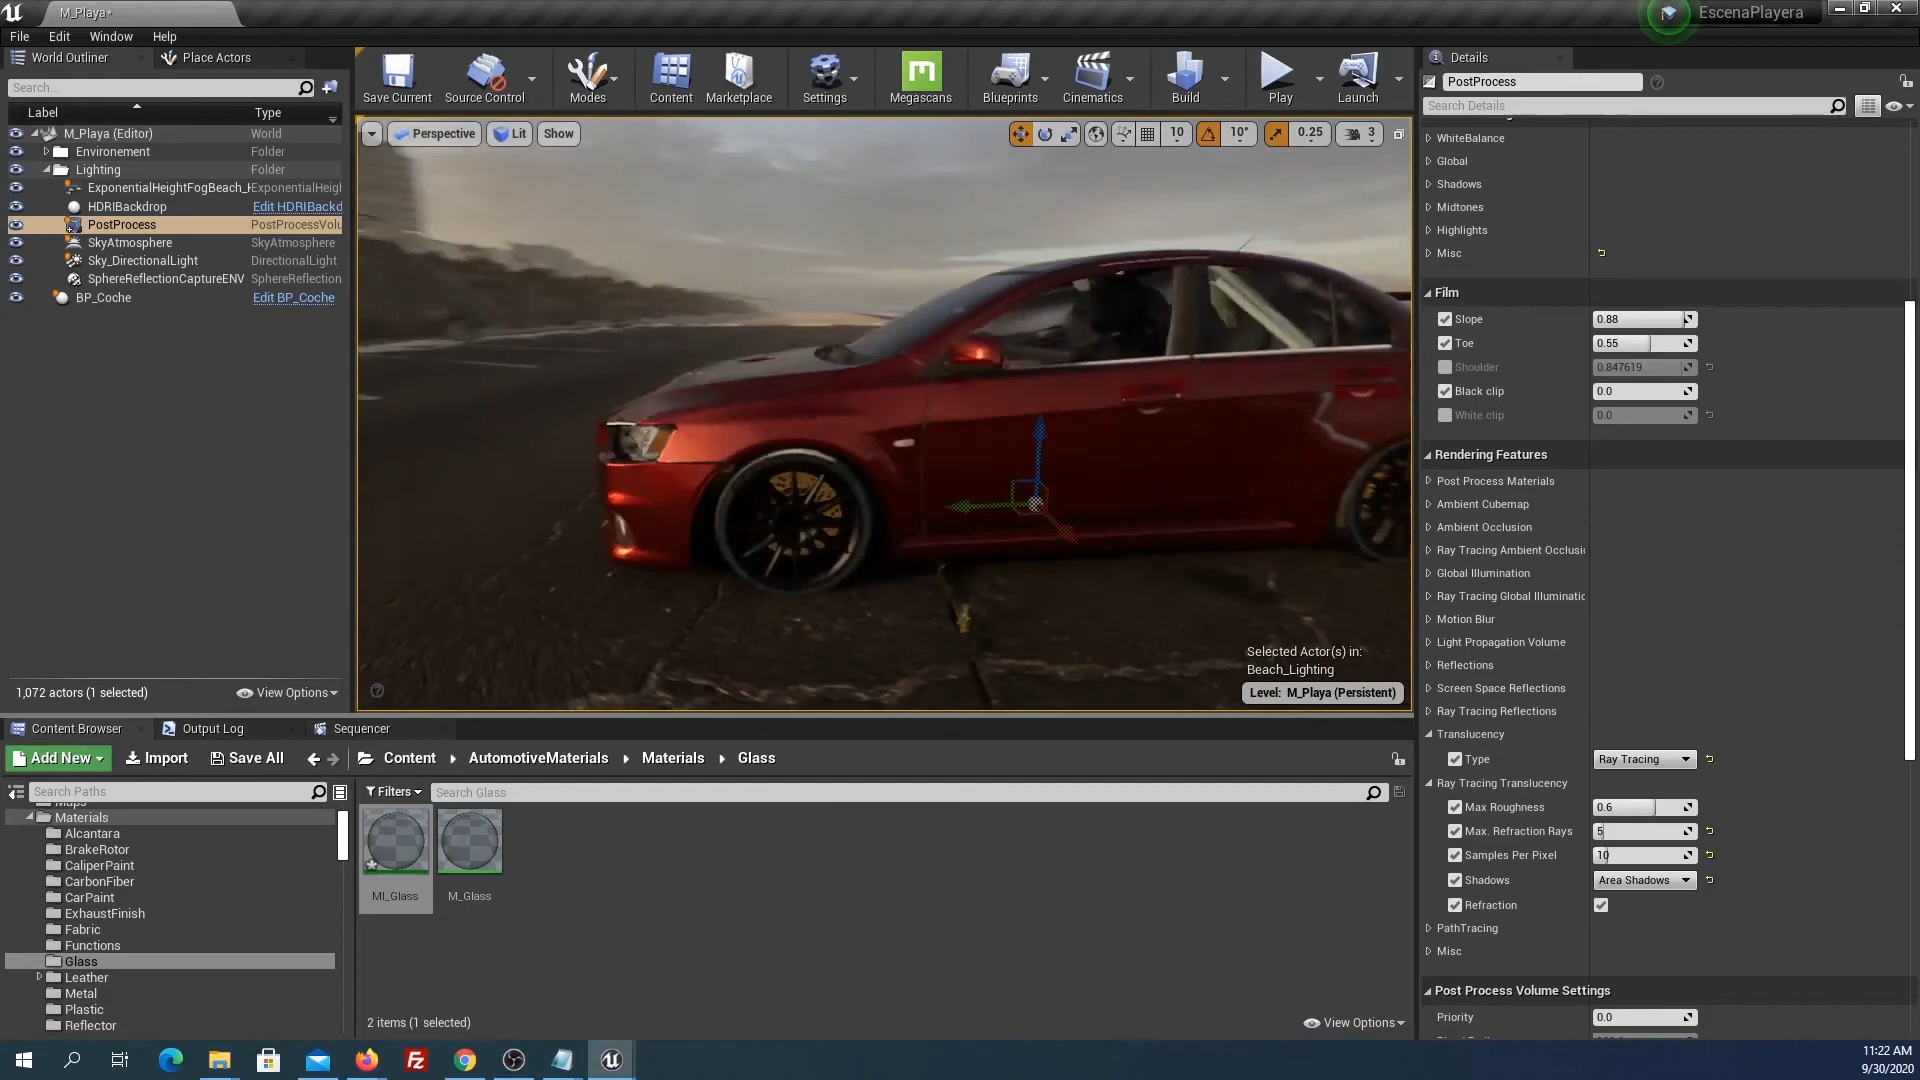 M_Playa*
EscenaPlayera
File Edit Window Help
World Outliner
Place Actors
Search...
Label Type
M_Playa (Editor) World
Environement Folder
Lighting Folder
ExponentialHeightFogBeach_ ExponentialHeigh
HDRIBackdrop Edit HDRIBackd
PostProcess PostProcessVolu
SkyAtmosphere SkyAtmosphere
Sky_DirectionalLight DirectionalLight
SphereReflectionCaptureENV SphereReflection
BP_Coche Edit BP_Coche
1,072 actors (1 selected)
View Options
Save Current
Source Control
Modes
Content
Marketplace
Settings
Megascans
Blueprints
Cinematics
Build
Play
Launch
Perspective Lit Show
10 10° 0.25 3
Selected Actor(s) in:
Beach_Lighting
Level: M_Playa (Persistent)
Details
PostProcess
Search Details
WhiteBalance
Global
Shadows
Midtones
Highlights
Misc
Film
Slope 0.88
Toe 0.55
Shoulder 0.847619
Black clip 0.0
White clip 0.0
Rendering Features
Post Process Materials
Ambient Cubemap
Ambient Occlusion
Ray Tracing Ambient Occlusi
Global Illumination
Ray Tracing Global Illuminati
Motion Blur
Light Propagation Volume
Reflections
Screen Space Reflections
Ray Tracing Reflections
Translucency
Type Ray Tracing
Ray Tracing Translucency
Max Roughness 0.6
Max. Refraction Rays 5
Samples Per Pixel 10
Shadows Area Shadows
Refraction
PathTracing
Misc
Post Process Volume Settings
Priority 0.0
Content Browser
Output Log
Sequencer
Add New
Import
Save All
Content AutomotiveMaterials Materials Glass
Search Paths
Filters
Search Glass
Maps
Materials
Alcantara
BrakeRotor
CaliperPaint
CarbonFiber
CarPaint
ExhaustFinish
Fabric
Functions
Glass
Leather
Metal
Plastic
Reflector
MI_Glass
M_Glass
2 items (1 selected)
View Options
11:22 AM
9/30/2020